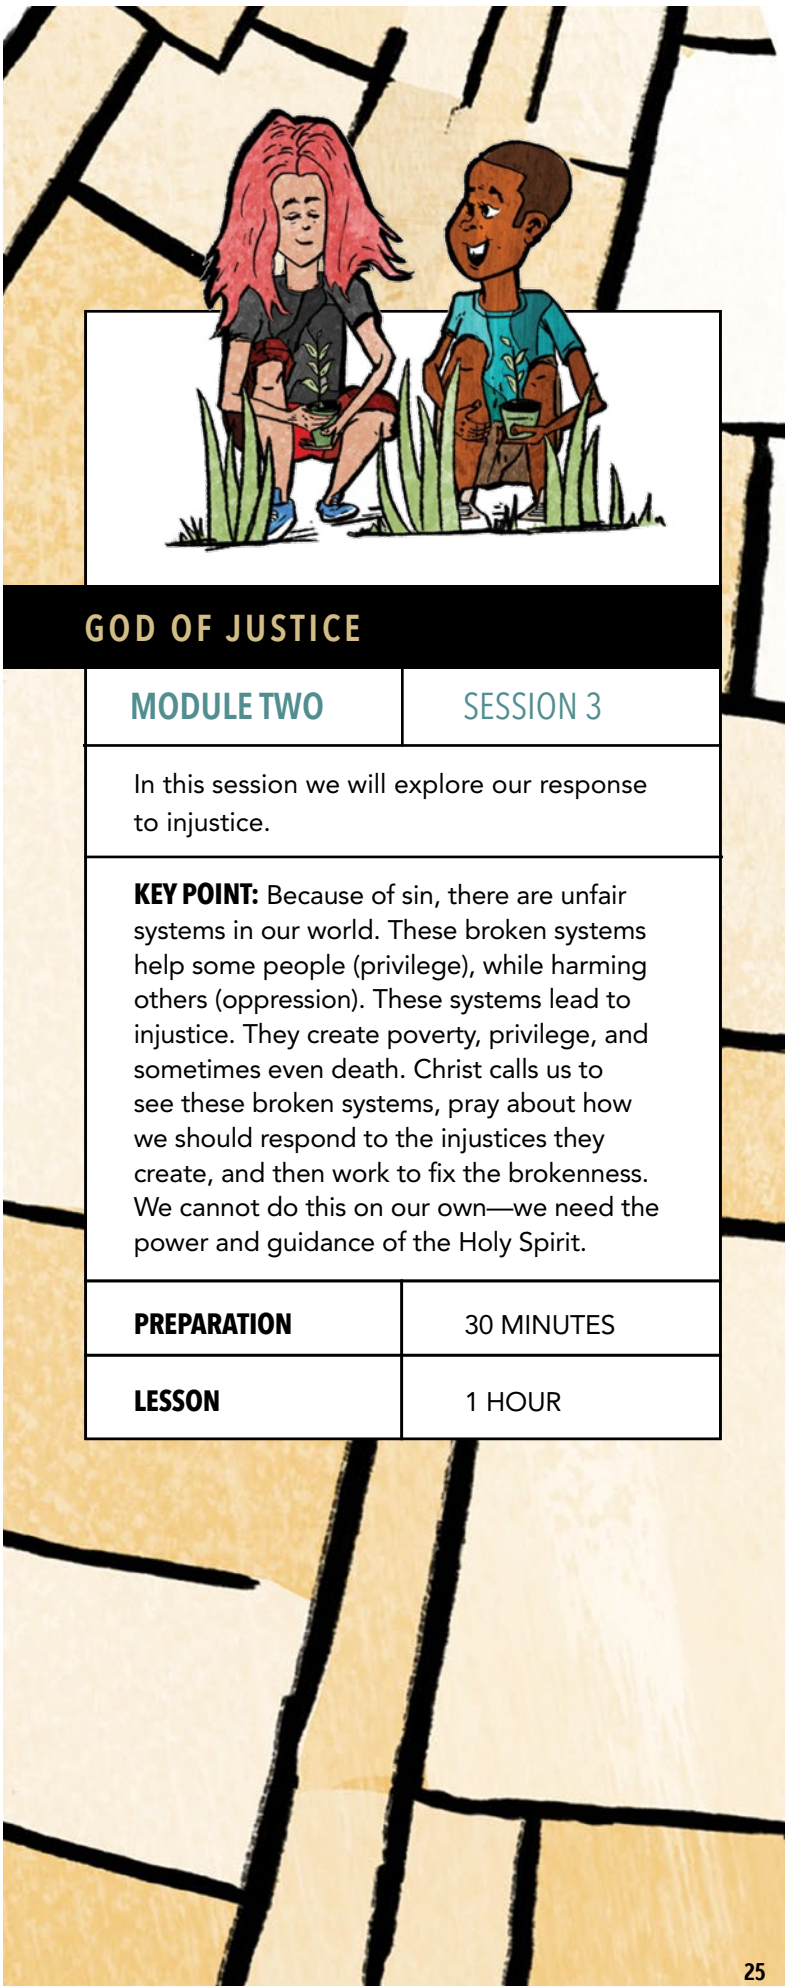 GOD OF JUSTICE
MODULE TWO
SESSION 3
In this session we will explore our response
to injustice.
KEY POINT: Because of sin, there are unfair
systems in our world. These broken systems
help some people (privilege), while harming
others (oppression). These systems lead to
injustice. They create poverty, privilege, and
sometimes even death. Christ calls us to
see these broken systems, pray about how
we should respond to the injustices they
create, and then work to fix the brokenness.
We cannot do this on our own—we need the
power and guidance of the Holy Spirit.
PREPARATION
30 MINUTES
LESSON
1 HOUR
25